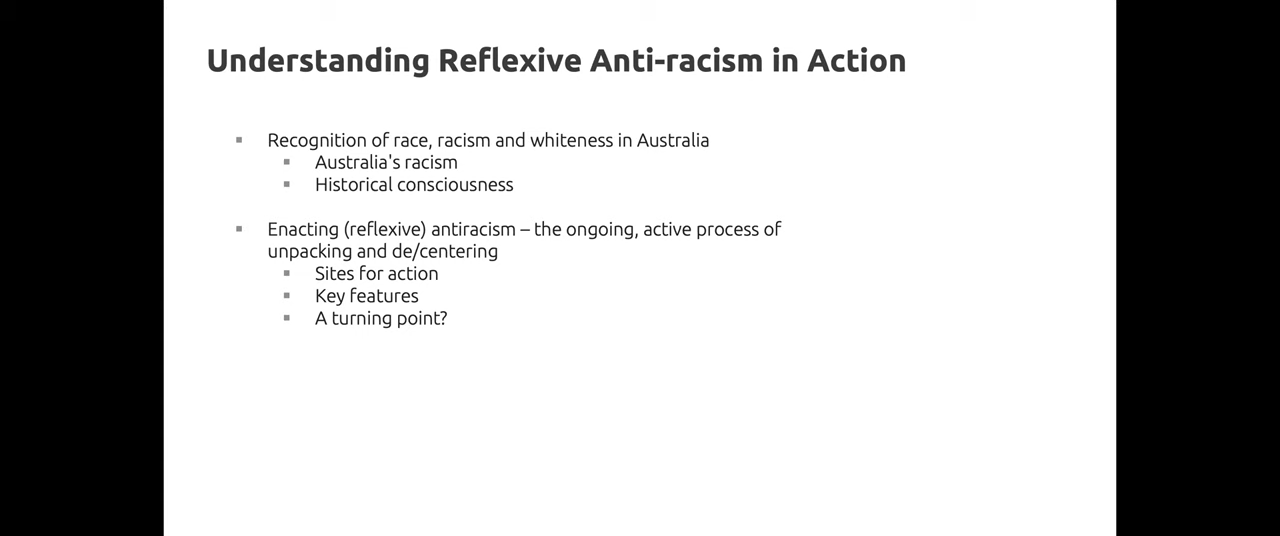 Understanding Reflexive Anti-racism in Action
▪ Recognition of race, racism and whiteness in Australia
▪ Australia's racism
▪ Historical consciousness
▪ Enacting (reflexive) antiracism – the ongoing, active process of
unpacking and de/centering
▪ Sites for action
▪ Key features
▪ A turning point?